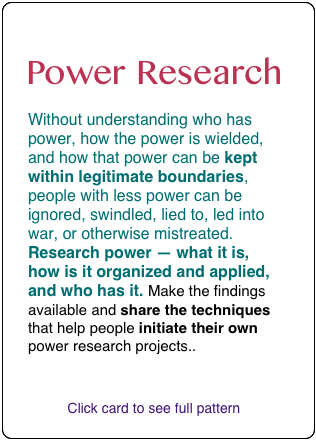 Power Research
Without understanding who has
power, how the power is wielded,
and how that power can be kept
within legitimate boundaries,
people with less power can be
ignored, swindled, lied to, led into
war, or otherwise mistreated.
Research power — what it is,
how is it organized and applied,
and who has it. Make the findings
available and share the techniques
that help people initiate their own
power research projects..
Click card to see full pattern